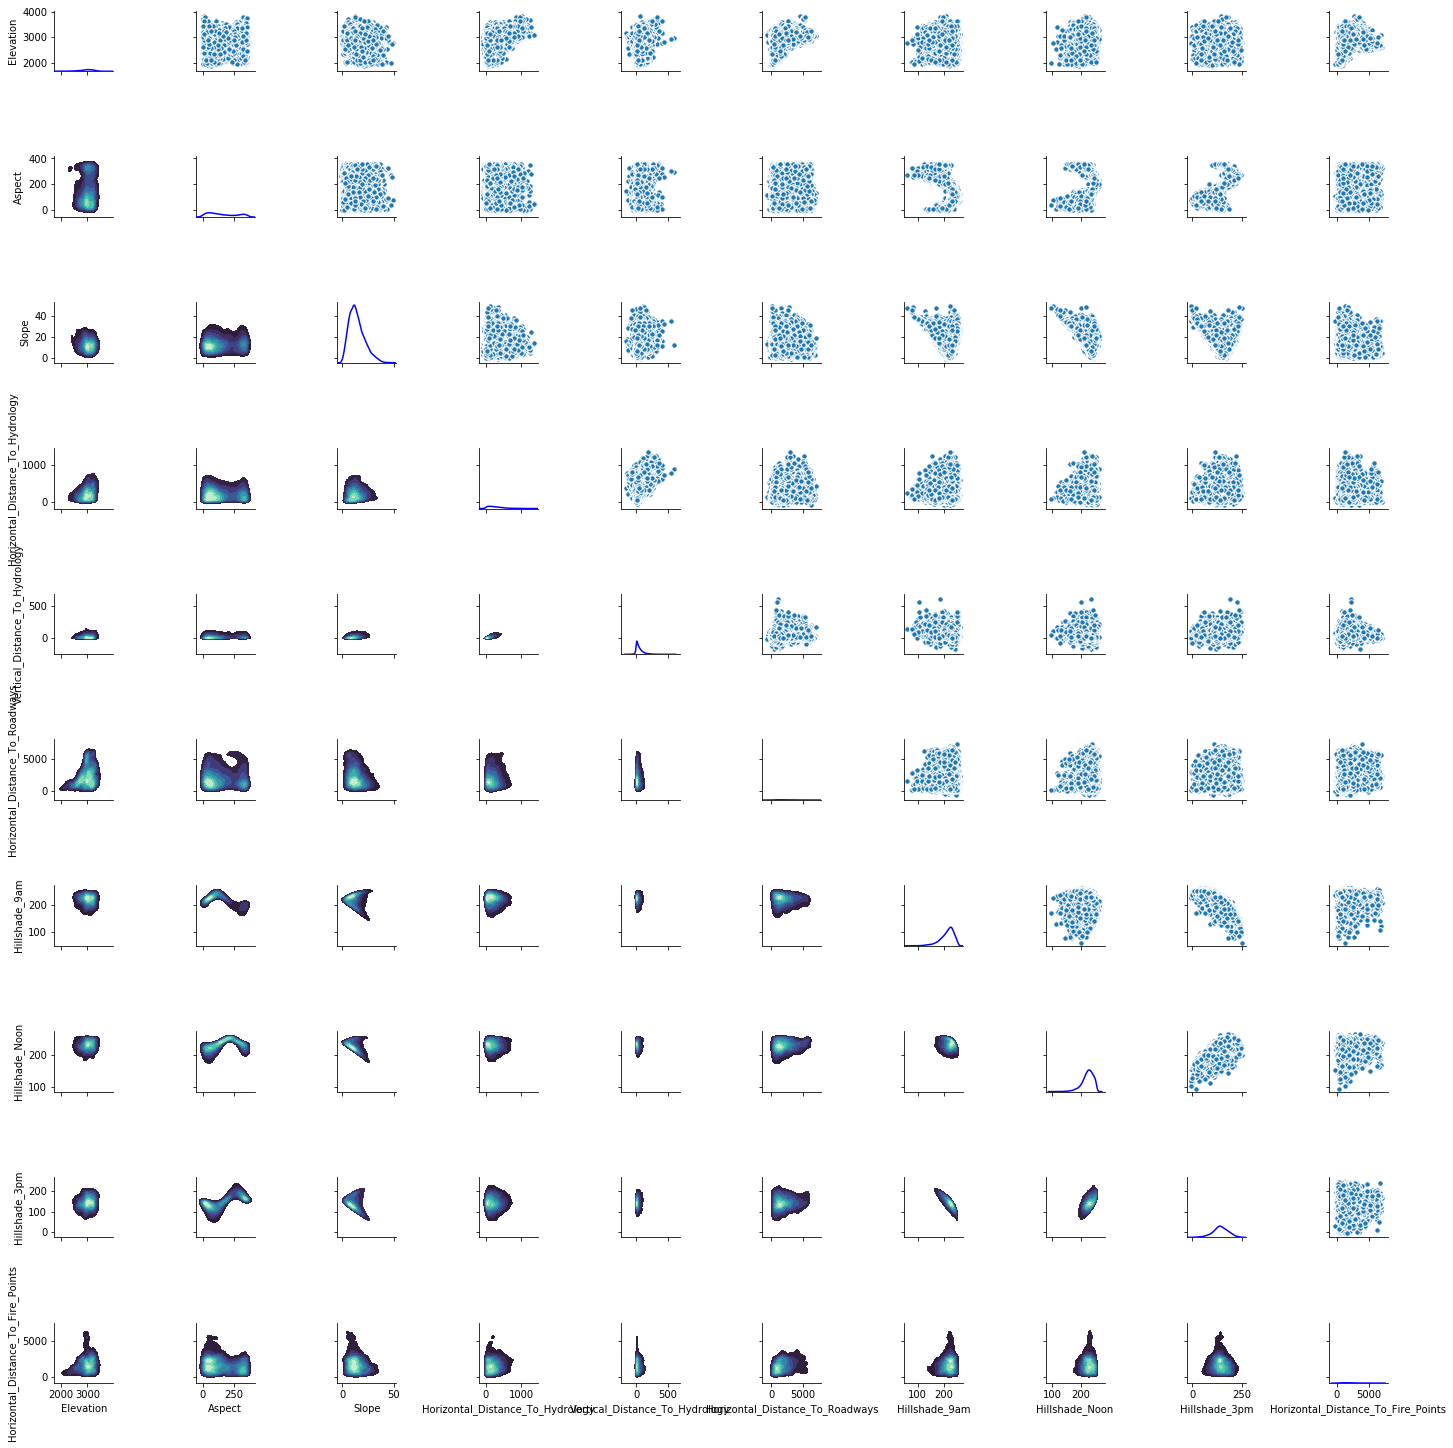 Elevation
4000
3000
2000
Aspect
400
200
0
Slope
40
20
0
Horizontal_Distance_To_Hydrology
1000
0
Vertical_Distance_To_Hydrology
500
0
Horizontal_Distance_To_Roadways
5000
0
Hillshade_9am
200
100
Hillshade_Noon
200
100
Hillshade_3pm
200
100
0
Horizontal_Distance_To_Fire_Points
5000
0
2000 3000 0 250 0 50 0 1000 0 500 0 5000 100 200 100 200 0 250 0 5000
Elevation Aspect Slope Horizontal_Distance_To_Hydrology Vertical_Distance_To_Hydrology Horizontal_Distance_To_Roadways Hillshade_9am Hillshade_Noon Hillshade_3pm Horizontal_Distance_To_Fire_Points